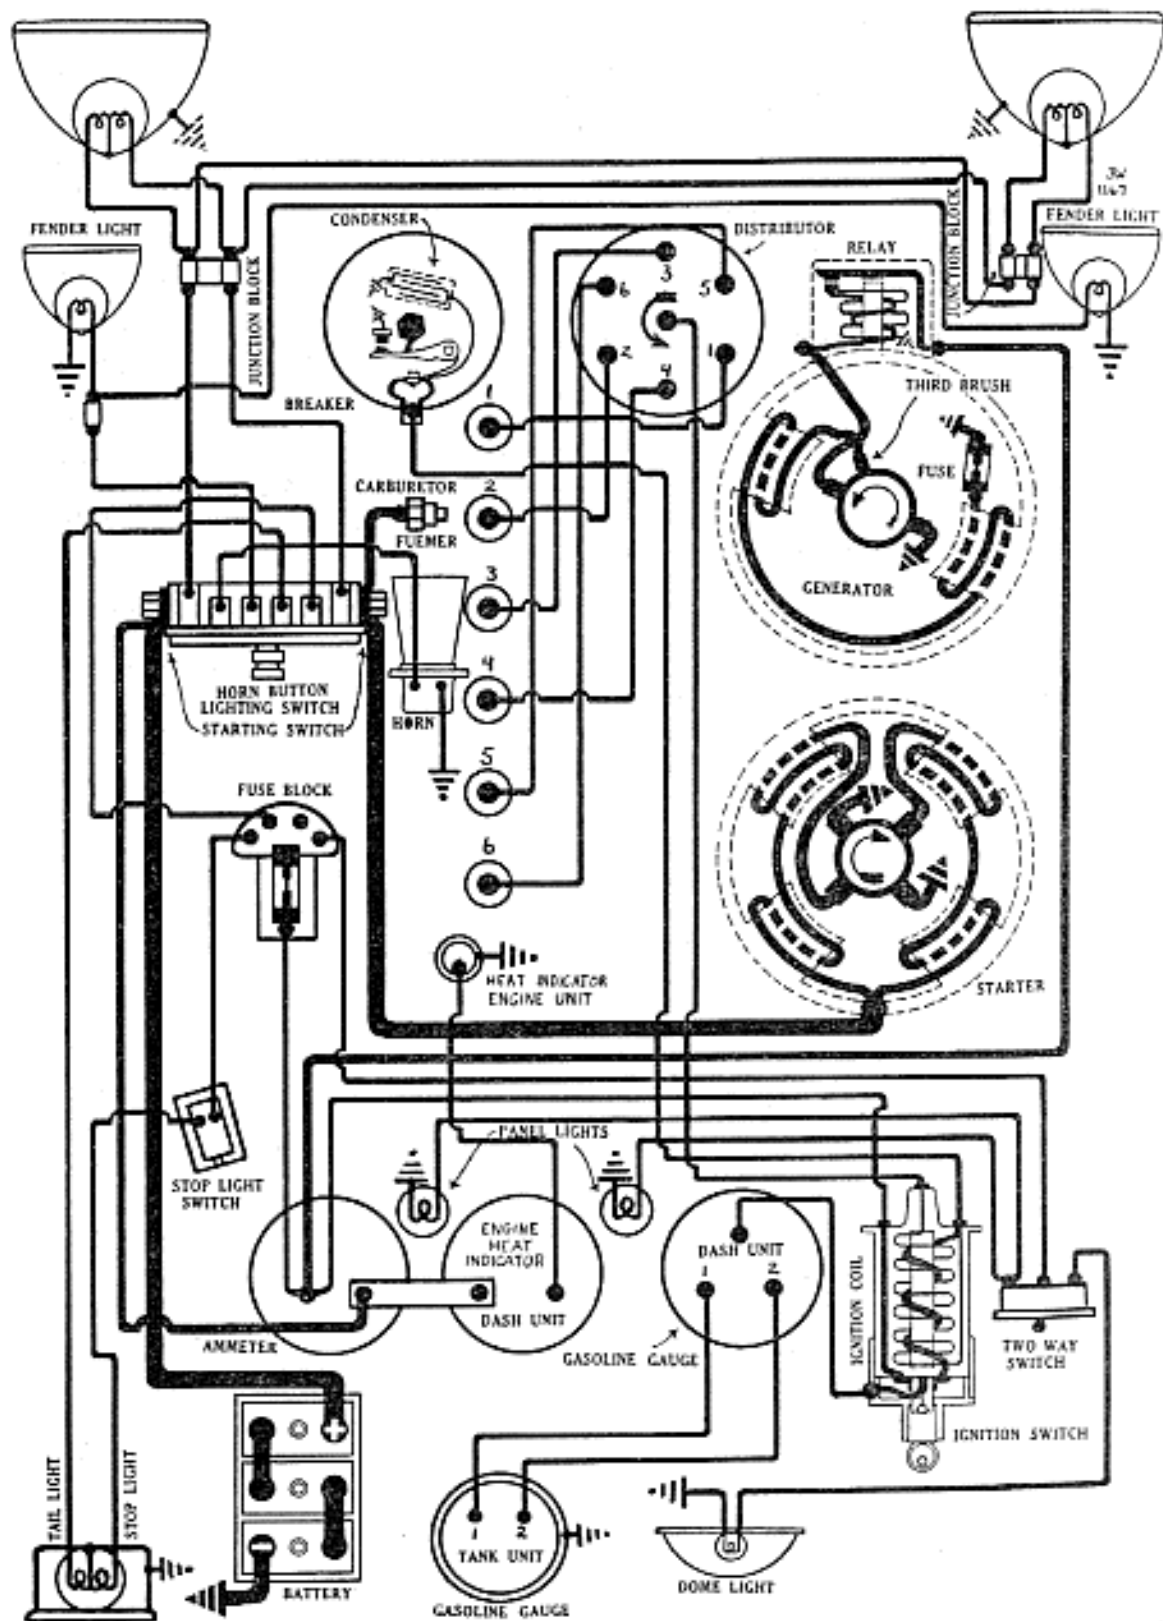 CONDENSER
DISTRIBUTOR
FENDER LIGHT
FENDER LIGHT
RELAY
JUNCTION BLOCK
JUNCTION BLOCK
3
6
5
2
1
4
BREAKER
1
THIRD BRUSH
FUSE
CARBURETOR
FUEMER
2
GENERATOR
3
HORN BUTTON
LIGHTING SWITCH
STARTING SWITCH
HORN
4
5
FUSE BLOCK
6
HEAT INDICATOR
ENGINE UNIT
STARTER
PANEL LIGHTS
STOP LIGHT
SWITCH
ENGINE
HEAT
INDICATOR
DASH UNIT
DASH UNIT
1
2
AMMETER
GASOLINE GAUGE
IGNITION COIL
TWO WAY
SWITCH
IGNITION SWITCH
TAIL LIGHT
STOP LIGHT
1
2
TANK UNIT
BATTERY
GASOLINE GAUGE
DOME LIGHT